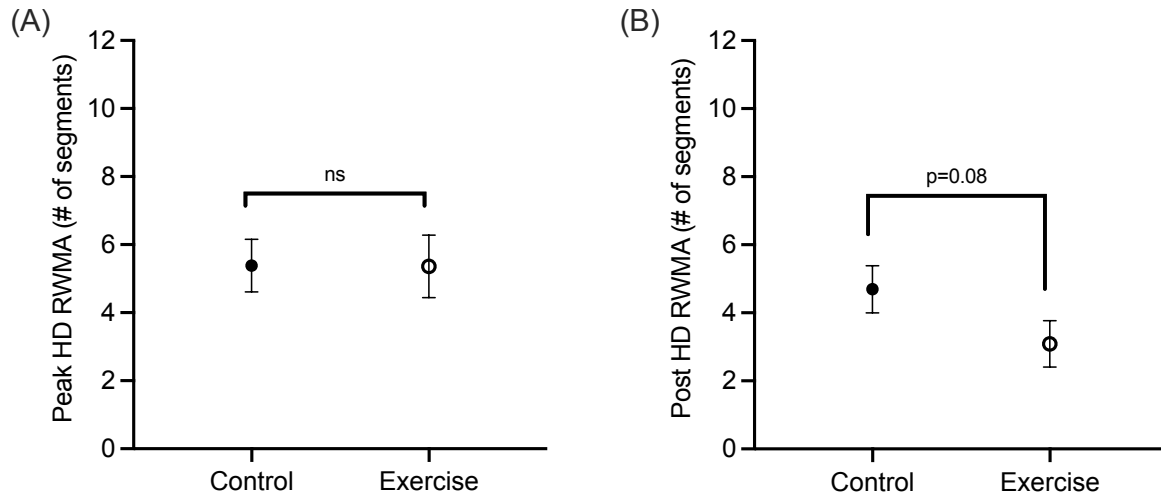 (A)
Peak HD RWMA (# of segments)
12
10
8
6
4
2
0
ns
Control
Exercise
(B)
Post HD RWMA (# of segments)
12
10
8
6
4
2
0
p=0.08
Control
Exercise